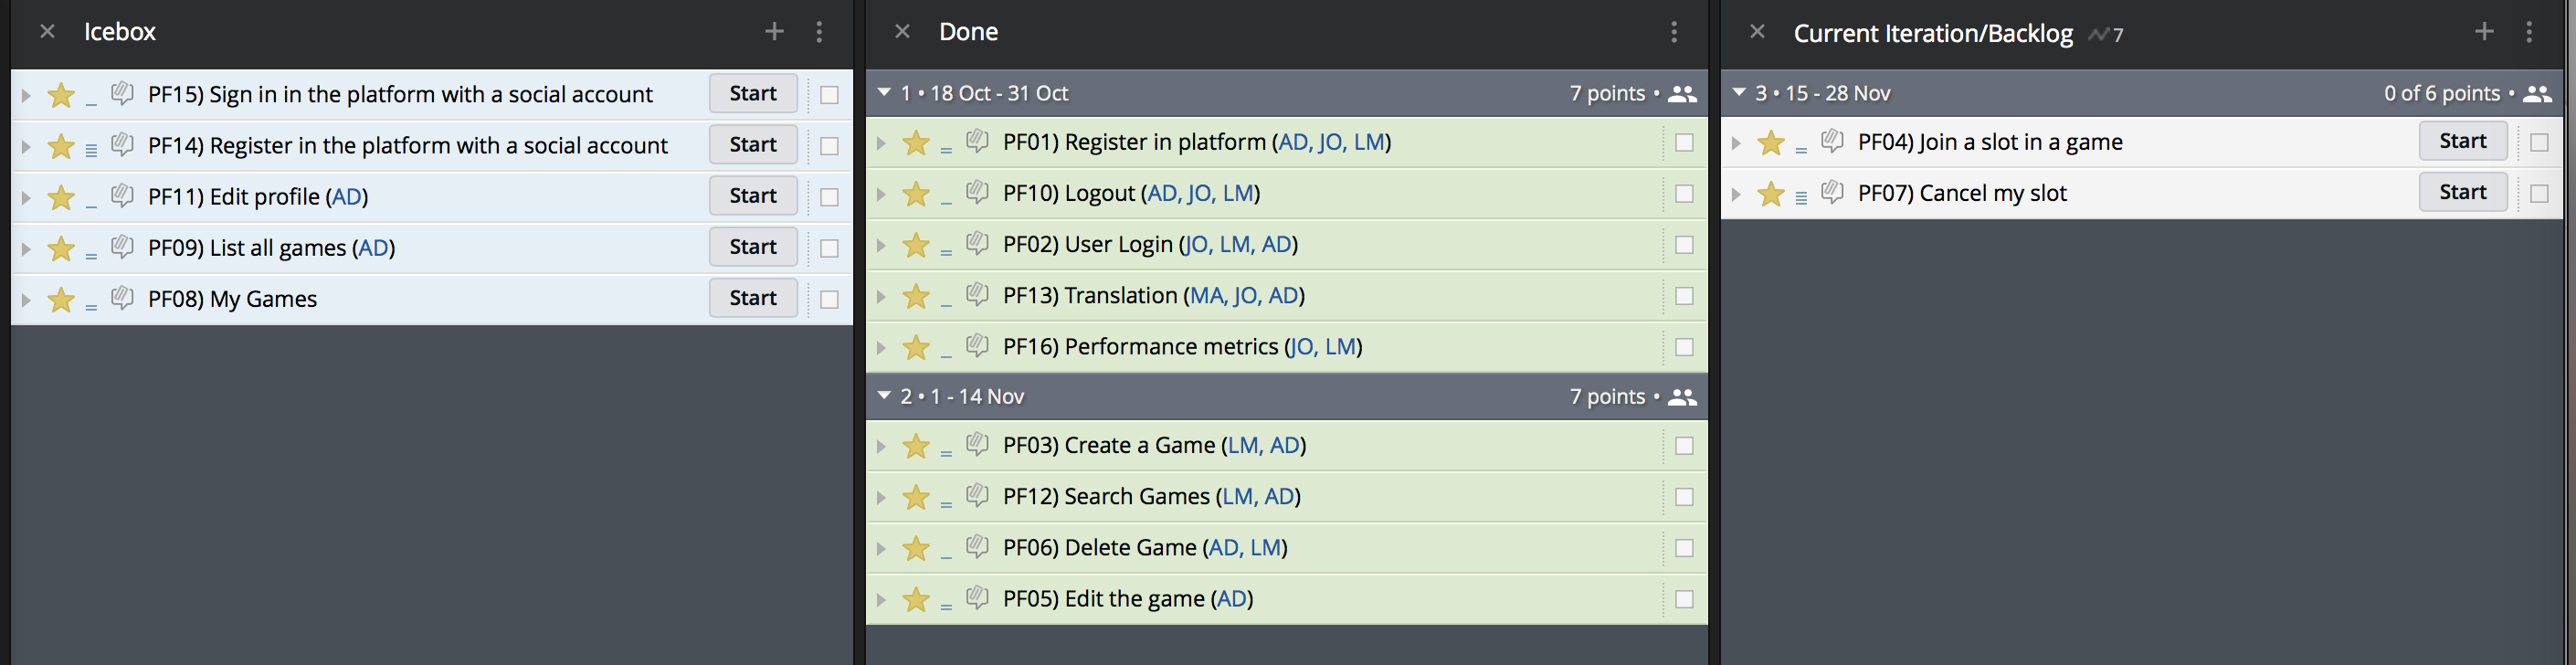 Icebox
PF15) Sign in in the platform with a social account Start
PF14) Register in the platform with a social account Start
PF11) Edit profile (AD) Start
PF09) List all games (AD) Start
PF08) My Games Start
Done
1 • 18 Oct - 31 Oct 7 points •
PF01) Register in platform (AD, JO, LM)
PF10) Logout (AD, JO, LM)
PF02) User Login (JO, LM, AD)
PF13) Translation (MA, JO, AD)
PF16) Performance metrics (JO, LM)
2 • 1 - 14 Nov 7 points •
PF03) Create a Game (LM, AD)
PF12) Search Games (LM, AD)
PF06) Delete Game (AD, LM)
PF05) Edit the game (AD)
Current Iteration/Backlog 7
3 • 15 - 28 Nov 0 of 6 points •
PF04) Join a slot in a game Start
PF07) Cancel my slot Start